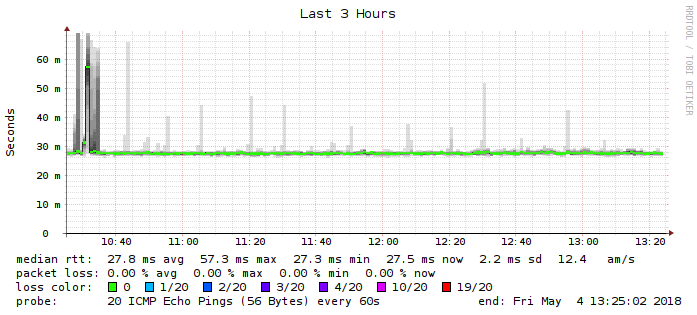 Last 3 Hours
RRDTOOL / TOBI OETIKER
Seconds
60 m
50 m
40 m
30 m
20 m
10 m
0
10:40 11:00 11:20 11:40 12:00 12:20 12:40 13:00 13:20
median rtt: 27.8 ms avg 57.3 ms max 27.3 ms min 27.5 ms now 2.2 ms sd 12.4 am/s
packet loss: 0.00 % avg 0.00 % max 0.00 % min 0.00 % now
loss color: 0 1/20 2/20 3/20 4/20 10/20 19/20
probe: 20 ICMP Echo Pings (56 Bytes) every 60s end: Fri May 4 13:25:02 2018